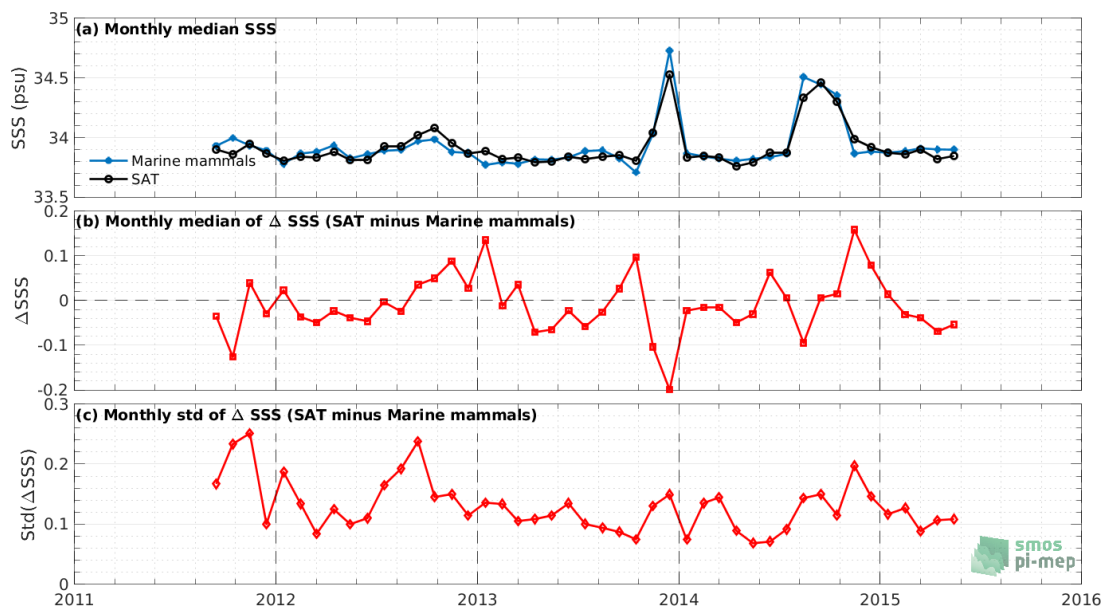 (a) Monthly median SSS
SSS (psu)
35
34.5
34
33.5
Marine mammals
SAT
(b) Monthly median of Δ SSS (SAT minus Marine mammals)
ΔSSS
0.2
0.1
0
-0.1
-0.2
(c) Monthly std of Δ SSS (SAT minus Marine mammals)
Std(ΔSSS)
0.3
0.2
0.1
0
2011 2012 2013 2014 2015 2016
smos
pi-mep